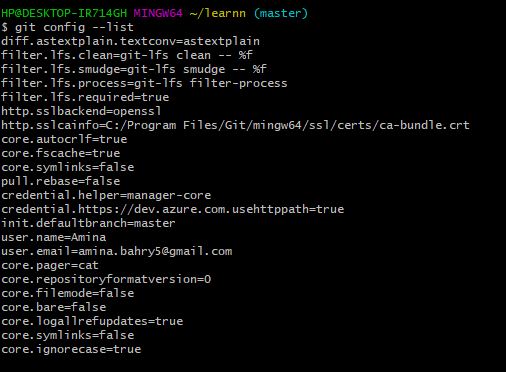 HP@DESKTOP-IR714GH MINGW64 ~/learnn (master)
$ git config --list
diff.astextplain.textconv=astextplain
filter.lfs.clean=git-lfs clean -- %f
filter.lfs.smudge=git-lfs smudge -- %f
filter.lfs.process=git-lfs filter-process
filter.lfs.required=true
http.sslbackend=openssl
http.sslcainfo=C:/Program Files/Git/mingw64/ssl/certs/ca-bundle.crt
core.autocrlf=true
core.fscache=true
core.symlinks=false
pull.rebase=false
credential.helper=manager-core
credential.https://dev.azure.com.usehttppath=true
init.defaultbranch=master
user.name=Amina
user.email=amina.bahry5@gmail.com
core.pager=cat
core.repositoryformatversion=0
core.filemode=false
core.bare=false
core.logallrefupdates=true
core.symlinks=false
core.ignorecase=true